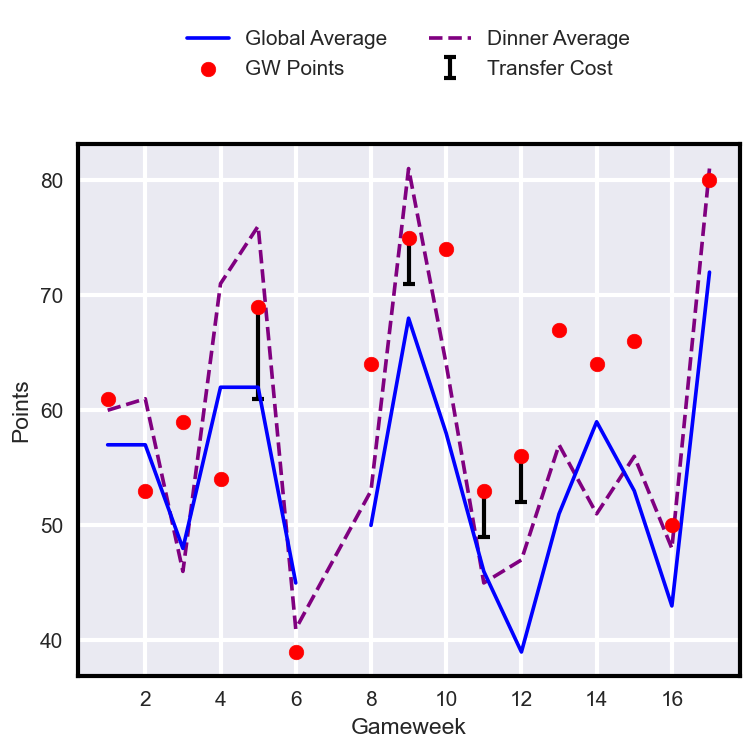 Global Average
Dinner Average
GW Points
Transfer Cost
80
70
60
50
40
Points
2 4 6 8 10 12 14 16
Gameweek